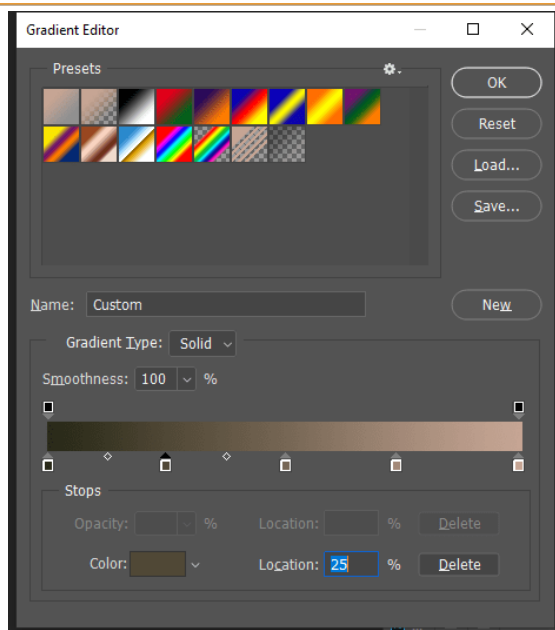 Gradient Editor
Presets
OK
Reset
Load...
Save...
Name: Custom
New
Gradient Type: Solid
Smoothness: 100 %
Stops
Opacity: % Location: % Delete
Color: Location: 25 % Delete